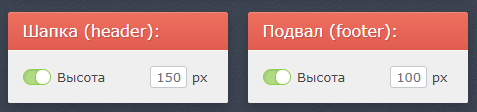 Шапка (header):
Высота 150 px
Подвал (footer):
Высота 100 px